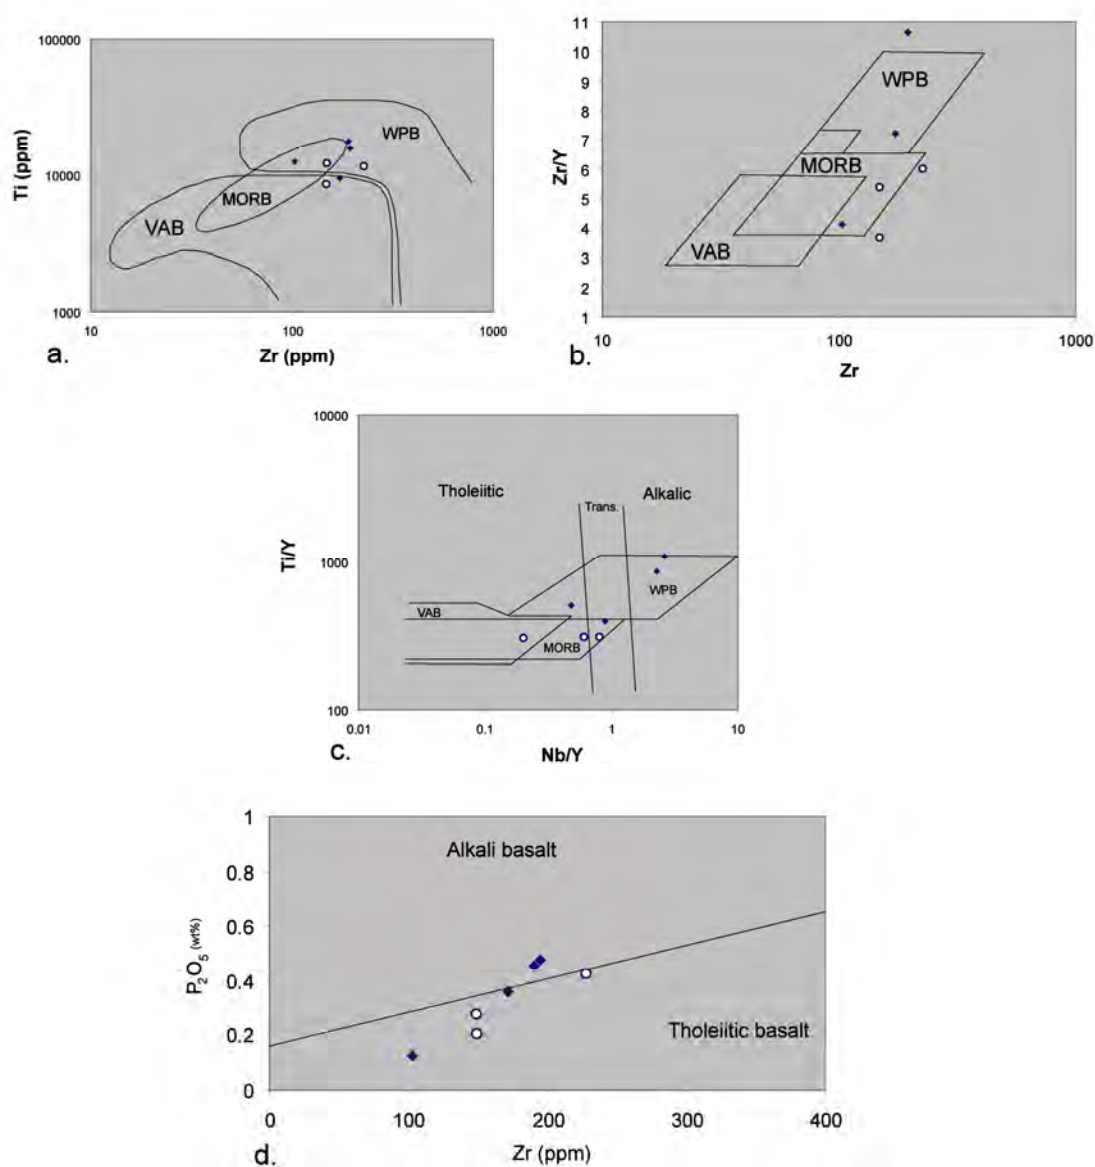 100000
Ti (ppm)
10000
1000
10
100
1000
Zr (ppm)
WPB
MORB
VAB
a.
11
10
9
8
7
6
5
4
3
2
1
Zr/Y
WPB
MORB
VAB
10
100
1000
Zr
b.
10000
1000
100
Ti/Y
Tholeiitic
Alkalic
Trans.
WPB
VAB
MORB
0.01
0.1
1
10
Nb/Y
c.
1
0.8
0.6
0.4
0.2
0
P2O5 (wt%)
Alkali basalt
Tholeiitic basalt
0
100
200
300
400
Zr (ppm)
d.